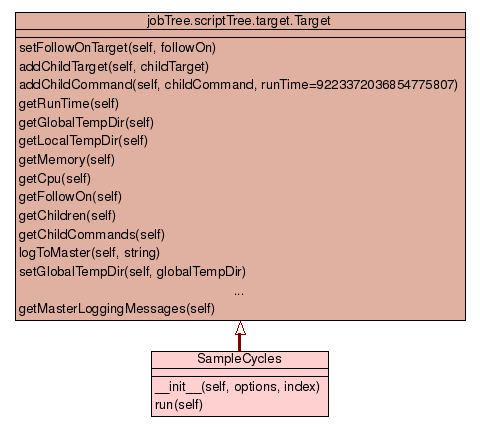 jobTree.scriptTree.target.Target
setFollowOnTarget(self, followOn)
addChildTarget(self, childTarget)
addChildCommand(self, childCommand, runTime=9223372036854775807)
getRunTime(self)
getGlobalTempDir(self)
getLocalTempDir(self)
getMemory(self)
getCpu(self)
getFollowOn(self)
getChildren(self)
getChildCommands(self)
logToMaster(self, string)
setGlobalTempDir(self, globalTempDir)
...
getMasterLoggingMessages(self)
SampleCycles
__init__(self, options, index)
run(self)